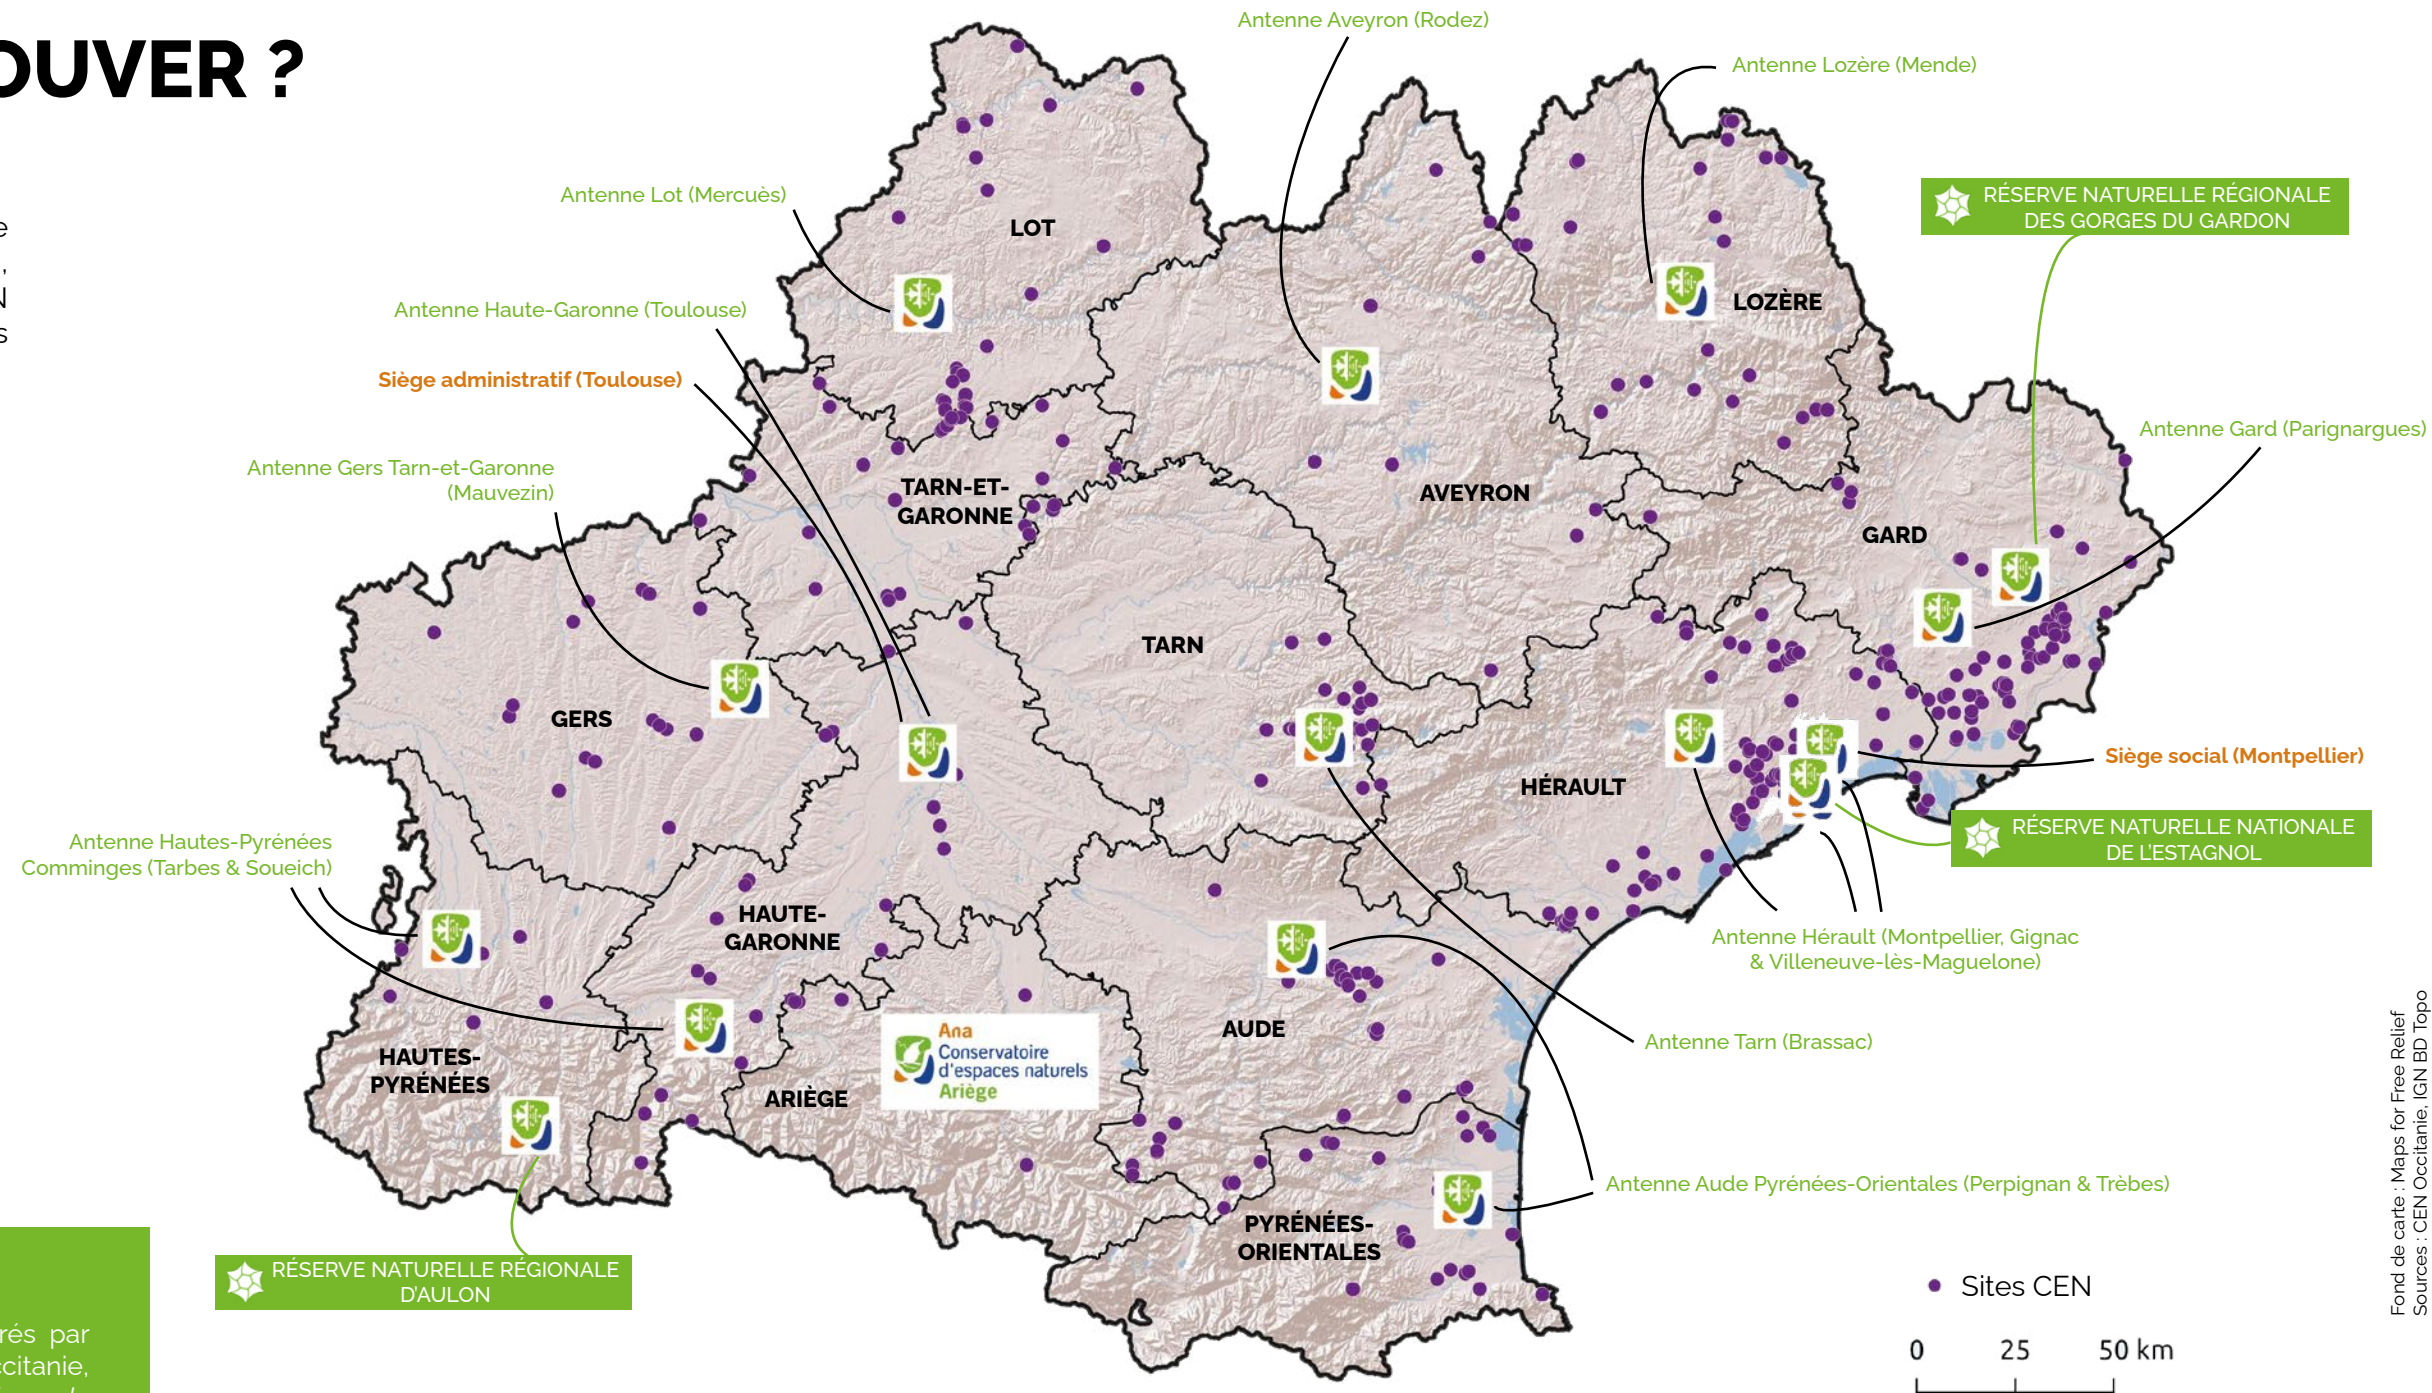 OUVER ?
e
,
N
s
Antenne Aveyron (Rodez)
Antenne Lozère (Mende)
RÉSERVE NATURELLE RÉGIONALE
DES GORGES DU GARDON
Antenne Lot (Mercuès)
LOT
Antenne Haute-Garonne (Toulouse)
LOZÈRE
Siège administratif (Toulouse)
Antenne Gard (Parignargues)
Antenne Gers Tarn-et-Garonne
(Mauvezin)
TARN-ET-
GARONNE
AVEYRON
GARD
TARN
GERS
HÉRAULT
Siège social (Montpellier)
RÉSERVE NATURELLE NATIONALE
DE L'ESTAGNOL
Antenne Hautes-Pyrénées
Comminges (Tarbes & Soueich)
HAUTE-
GARONNE
Antenne Hérault (Montpellier, Gignac
& Villeneuve-lès-Maguelone)
AUDE
Ana
Conservatoire
d'espaces naturels
Ariège
Antenne Tarn (Brassac)
HAUTES-
PYRÉNÉES
ARIÈGE
Antenne Aude Pyrénées-Orientales (Perpignan & Trèbes)
PYRÉNÉES-
ORIENTALES
RÉSERVE NATURELLE RÉGIONALE
D'AULON
Sites CEN
0 25 50 km
Fond de carte : Maps for Free Relief
Sources : CEN Occitanie, IGN BD Topo
rés par
ccitanie,